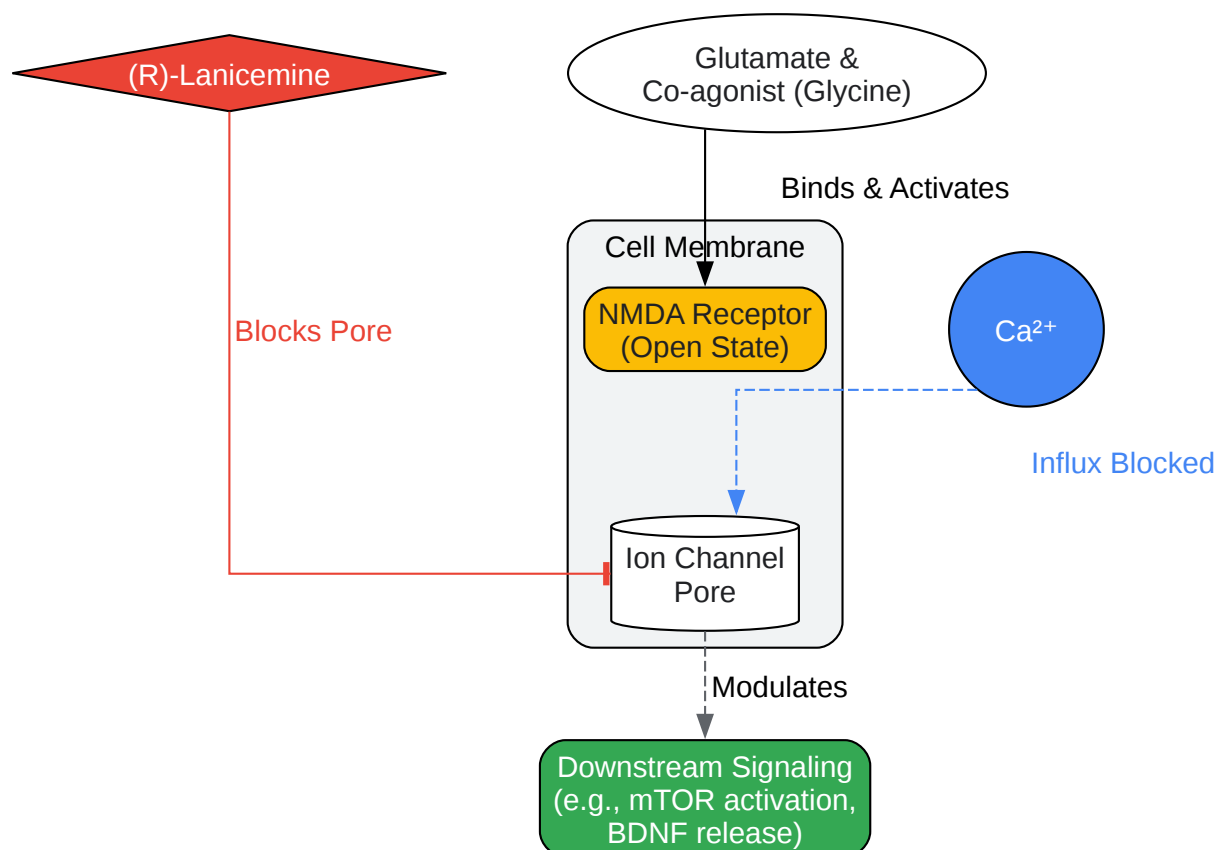 (R)-Lanicemine
Glutamate &
Co-agonist (Glycine)
Binds & Activates
Cell Membrane
NMDA Receptor
(Open State)
Ca²⁺
Blocks Pore
Influx Blocked
Ion Channel
Pore
Modulates
Downstream Signaling
(e.g., mTOR activation,
BDNF release)